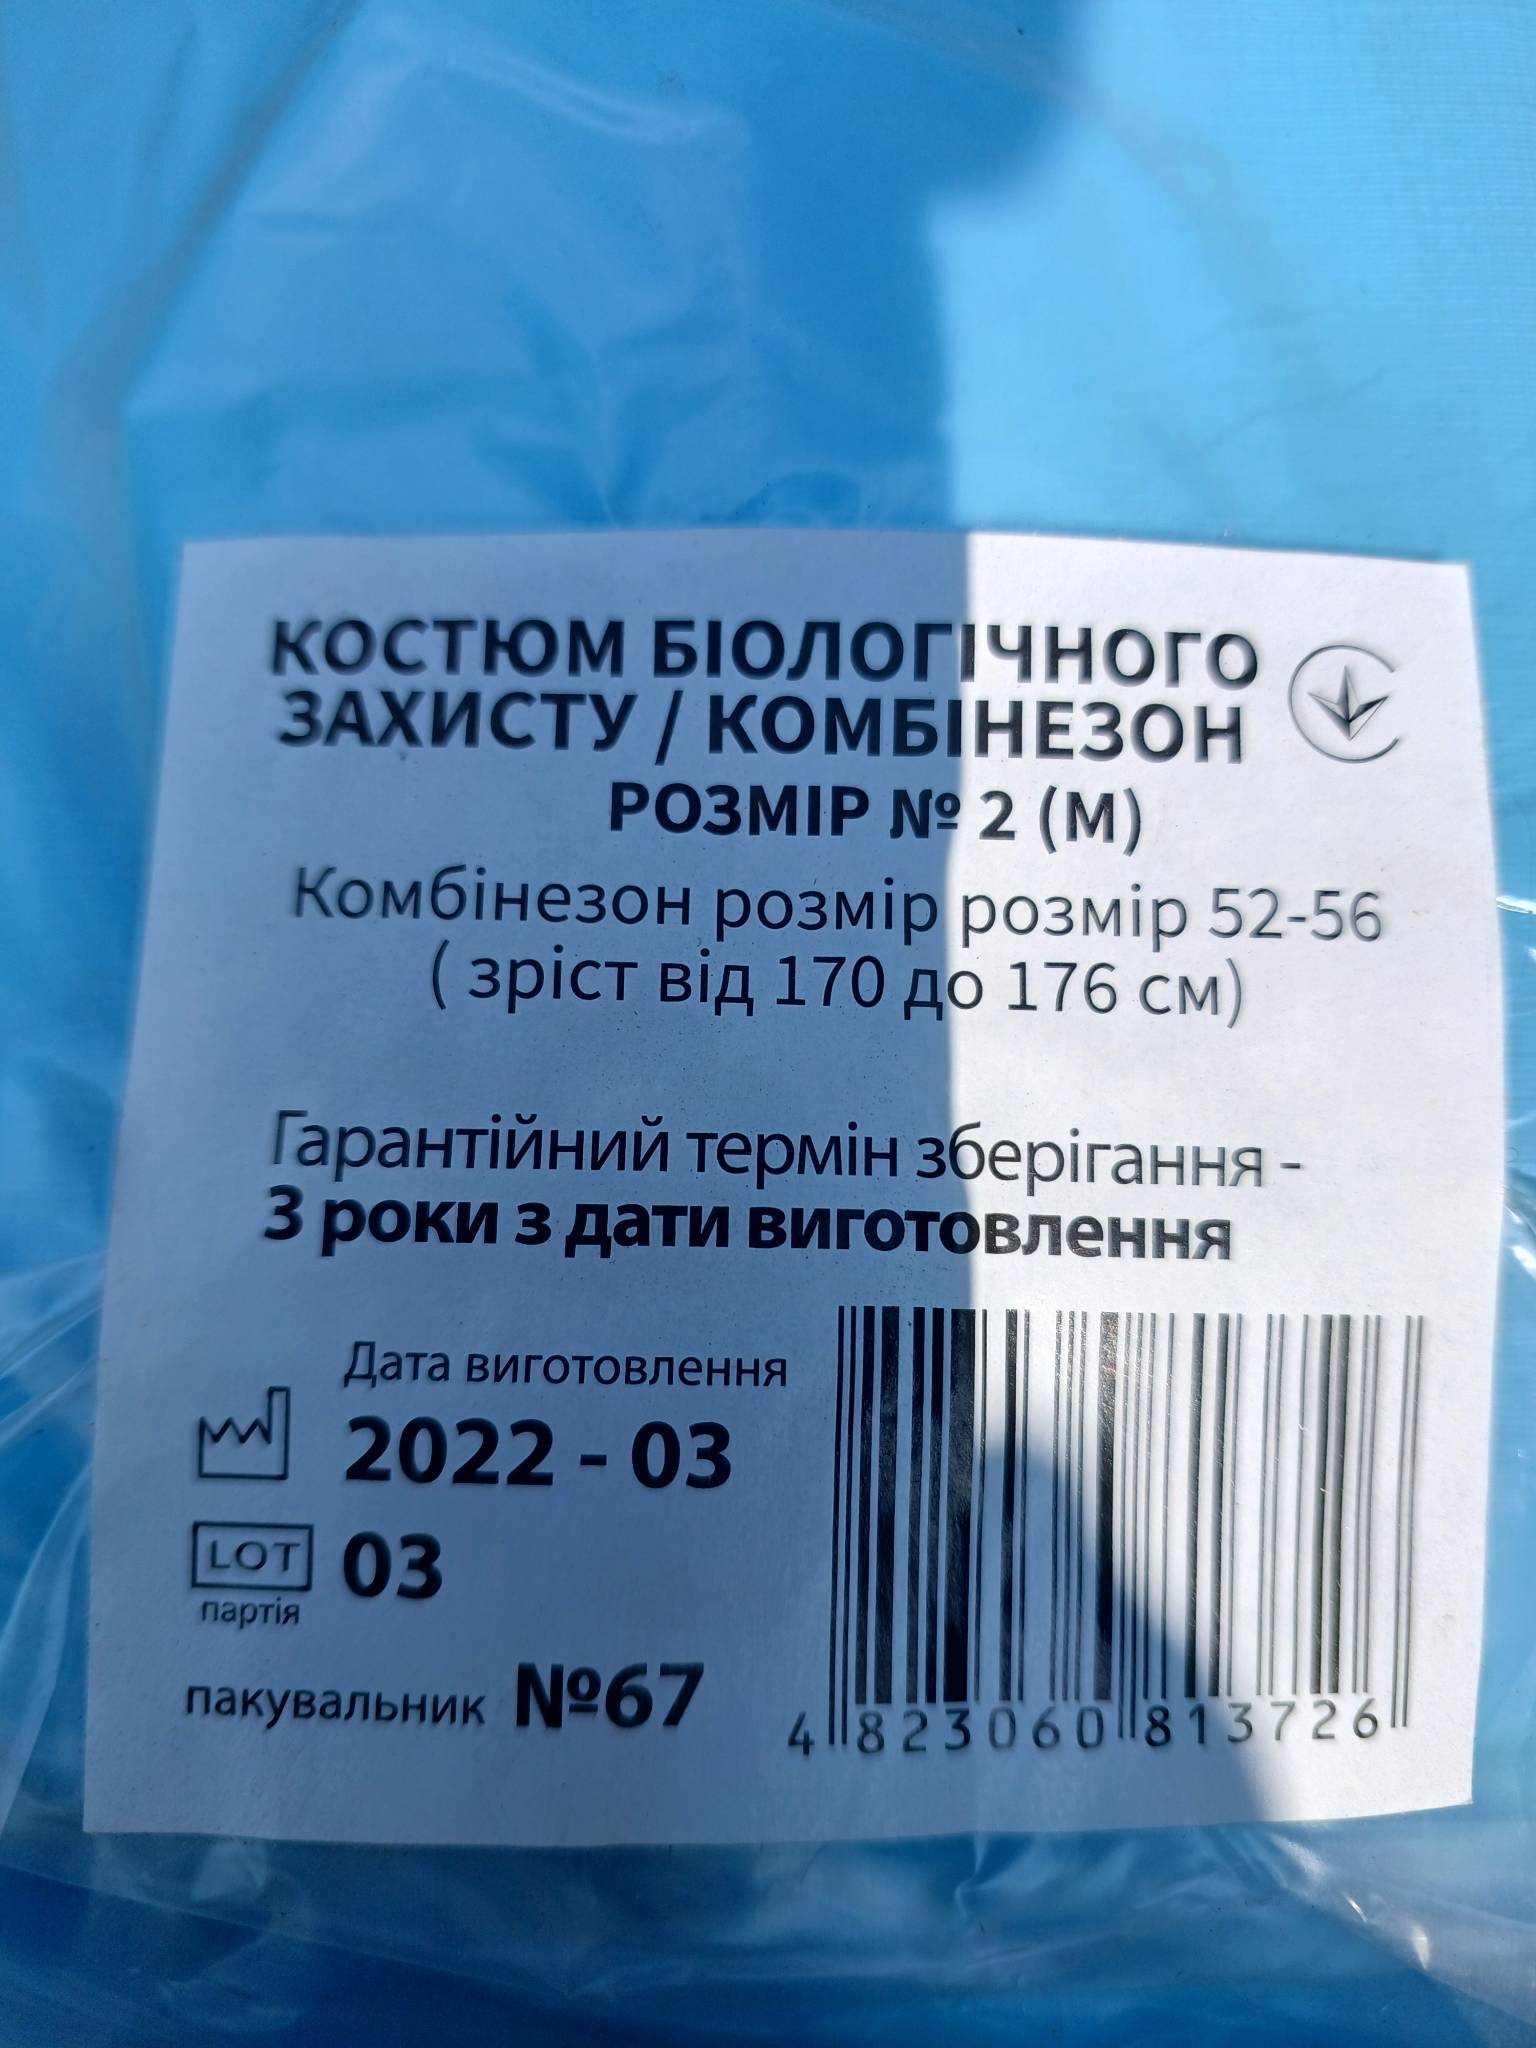 КОСТЮМ БІОЛОГІЧНОГО
ЗАХИСТУ / КОМБІНЕЗОН
РОЗМІР № 2 (М)
Комбінезон розмір розмір 52-56
( зріст від 170 до 176 см)
Гарантійний термін зберігання -
3 роки з дати виготовлення
Дата виготовлення
2022 - 03
LOT 03
партія
пакувальник №67
4 823060 813726